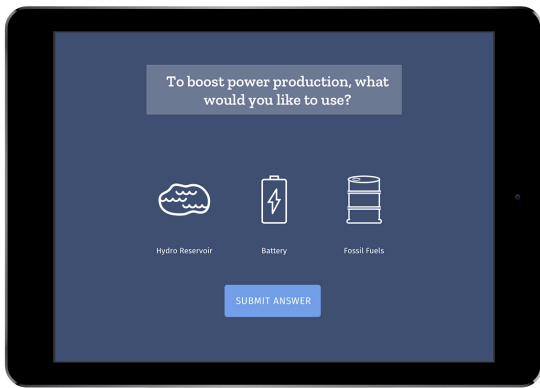 To boost power production, what
would you like to use?
Hydro Reservoir
Battery
Fossil Fuels
SUBMIT ANSWER